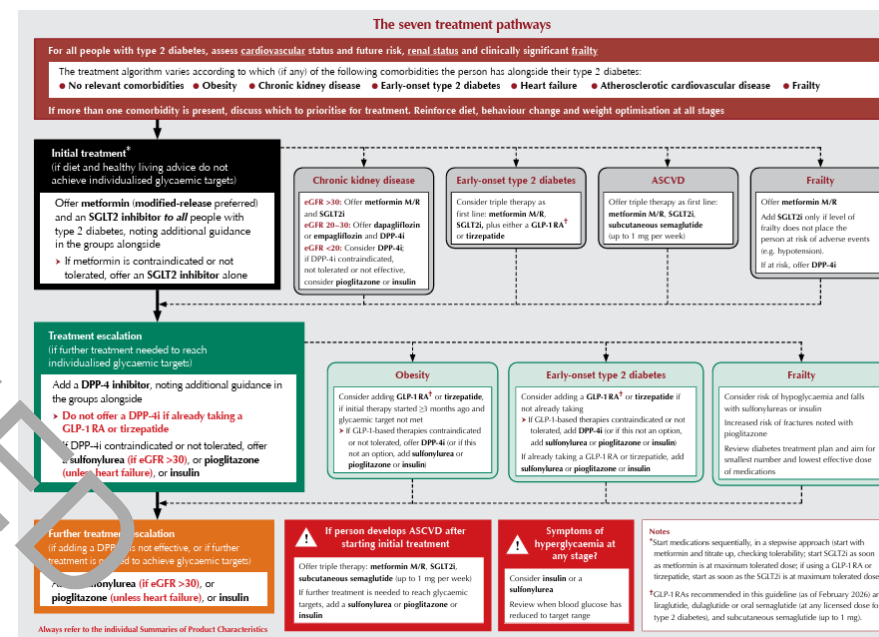 The seven treatment pathways
For all people with type 2 diabetes, assess cardiovascular status and future risk, renal status and clinically significant frailty
The treatment algorithm varies according to which (if any) of the following comorbidities the person has alongside their type 2 diabetes:
● No relevant comorbidities ● Obesity ● Chronic kidney disease ● Early-onset type 2 diabetes ● Heart failure ● Atherosclerotic cardiovascular disease ● Frailty
If more than one comorbidity is present, discuss which to prioritise for treatment. Reinforce diet, behaviour change and weight optimisation at all stages
Initial treatment*
(if diet and healthy living advice do not
achieve individualised glycaemic targets)
Offer metformin (modified-release preferred)
and an SGLT2 inhibitor to all people with
type 2 diabetes, noting additional guidance
in the groups alongside
➤ If metformin is contraindicated or not
tolerated, offer an SGLT2 inhibitor alone
Chronic kidney disease
eGFR >30: Offer metformin M/R
and SGLT2i
eGFR 20–30: Offer dapagliflozin
or empagliflozin and DPP-4i
eGFR <20: Consider DPP-4i;
if DPP-4i contraindicated,
not tolerated or not effective,
consider pioglitazone or insulin
Early-onset type 2 diabetes
Consider triple therapy as
first line: metformin M/R,
SGLT2i, plus either a GLP-1 RA†
or tirzepatide
ASCVD
Offer triple therapy as first line:
metformin M/R, SGLT2i,
subcutaneous semaglutide
(up to 1 mg per week)
Frailty
Offer metformin M/R
Add SGLT2i only if level of
frailty does not place the
person at risk of adverse events
(e.g. hypotension).
If at risk, offer DPP-4i
Treatment escalation
(if further treatment needed to reach
individualised glycaemic targets)
Add a DPP-4 inhibitor, noting additional guidance in
the groups alongside
➤ Do not offer a DPP-4i if already taking a
GLP-1 RA or tirzepatide
If DPP-4i contraindicated or not tolerated, offer
a sulfonylurea (if eGFR >30), or pioglitazone
(unless heart failure), or insulin
Obesity
Consider adding GLP-1 RA† or tirzepatide,
if initial therapy started ≥3 months ago and
glycaemic target not met
➤ If GLP-1-based therapies contraindicated
or not tolerated, offer DPP-4i (or if this
not an option, add sulfonylurea or
pioglitazone or insulin)
Early-onset type 2 diabetes
Consider adding a GLP-1 RA† or tirzepatide if
not already taking
➤ If GLP-1-based therapies contraindicated or not
tolerated, add DPP-4i (or if this not an option,
add sulfonylurea or pioglitazone or insulin)
If already taking a GLP-1 RA or tirzepatide, add
sulfonylurea or pioglitazone or insulin
Frailty
Consider risk of hypoglycaemia and falls
with sulfonylureas or insulin
Increased risk of fractures noted with
pioglitazone
Review diabetes treatment plan and aim for
smallest number and lowest effective dose
of medications
Further treatment escalation
(if adding a DPP-4i is not effective, or if further
treatment is needed to achieve glycaemic targets)
sulfonylurea (if eGFR >30), or
pioglitazone (unless heart failure), or insulin
If person develops ASCVD after
starting initial treatment
Offer triple therapy: metformin M/R, SGLT2i,
subcutaneous semaglutide (up to 1 mg per week)
If further treatment is needed to reach glycaemic
targets, add a sulfonylurea or pioglitazone or
insulin
Symptoms of
hyperglycaemia at
any stage?
Consider insulin or a
sulfonylurea
Review when blood glucose has
reduced to target range
Notes
*Start medications sequentially, in a stepwise approach (start with
metformin and titrate up, checking tolerability; start SGLT2i as soon
as metformin is at maximum tolerated dose; if using a GLP-1 RA or
tirzepatide, start as soon as the SGLT2i is at maximum tolerated dose
†GLP-1RAs recommended in this guideline (as of February 2026) ar
liraglutide, dulaglutide or oral semaglutide (at any licensed dose fo
type 2 diabetes), and subcutaneous semaglutide (up to 1 mg).
Always refer to the individual Summaries of Product Characteristics